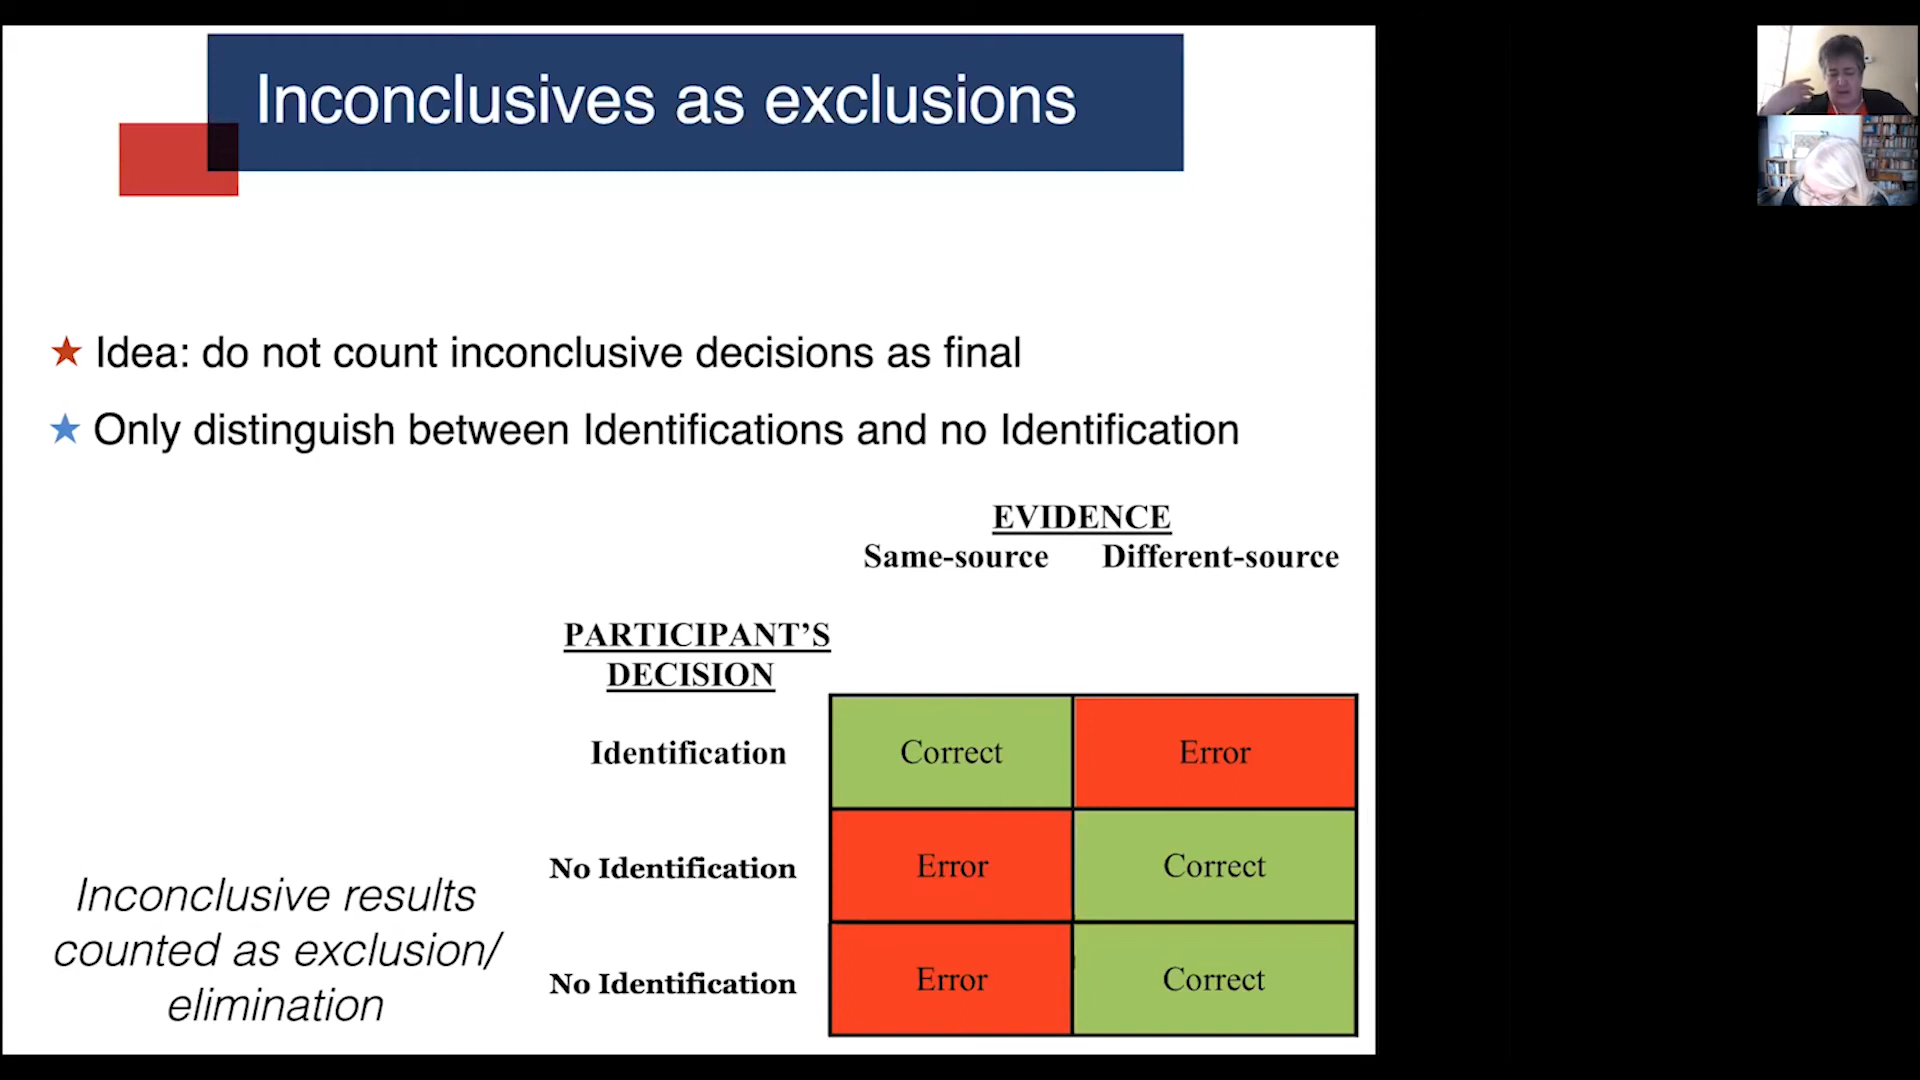 Inconclusives as exclusions
★ Idea: do not count inconclusive decisions as final
★ Only distinguish between Identifications and no Identification
EVIDENCE
Same-source Different-source
PARTICIPANT'S
DECISION
Identification Correct Error
No Identification Error Correct
No Identification Error Correct
Inconclusive results
counted as exclusion/
elimination